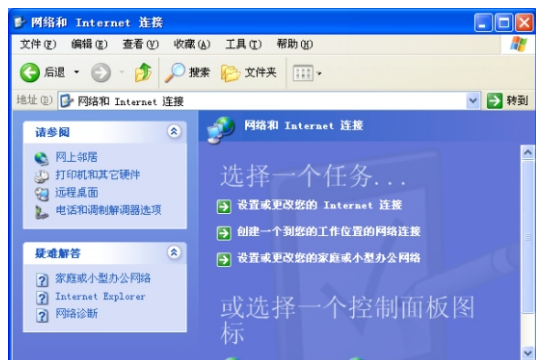 网络和 Internet 连接
文件(F) 编辑(E) 查看(V) 收藏(A) 工具(T) 帮助(H)
后退 搜索 文件夹
地址(D) 网络和 Internet 连接 转到
请参阅
网上邻居
打印机和其它硬件
远程桌面
电话和调制解调器选项
疑难解答
家庭或小型办公网络
Internet Explorer
网络诊断
网络和 Internet 连接
选择一个任务...
设置或更改您的 Internet 连接
创建一个到您的工作位置的网络连接
设置或更改您的家庭或小型办公网络
或选择一个控制面板图
标